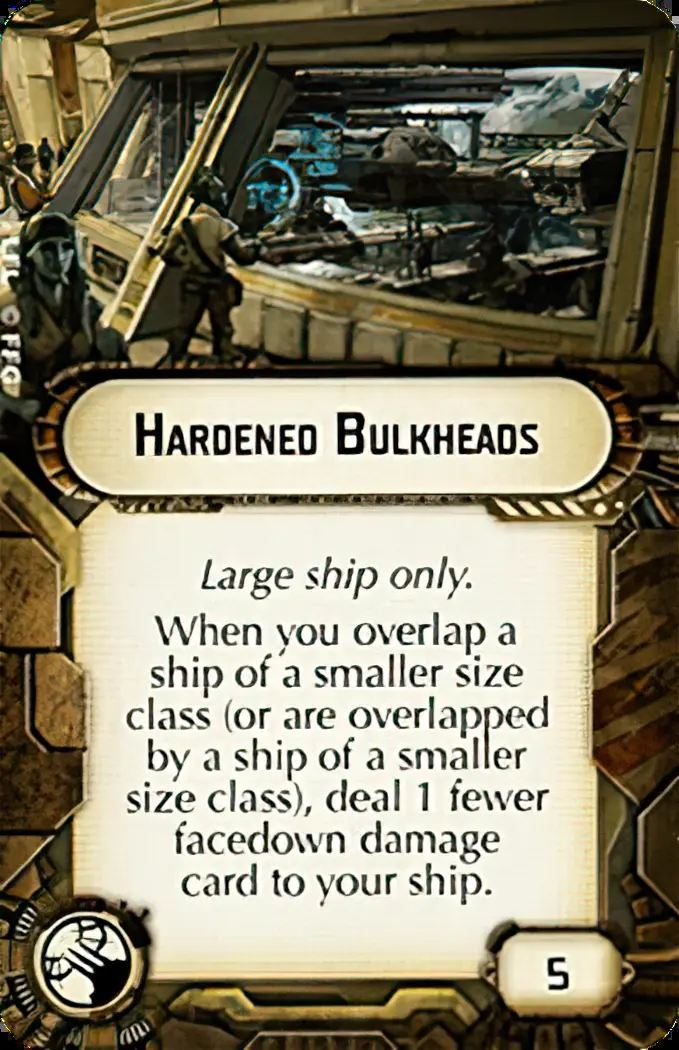 Hardened Bulkheads
Large ship only.
When you overlap a
ship of a smaller size
class (or are overlapped
by a ship of a smaller
size class), deal 1 fewer
facedown damage
card to your ship.
5